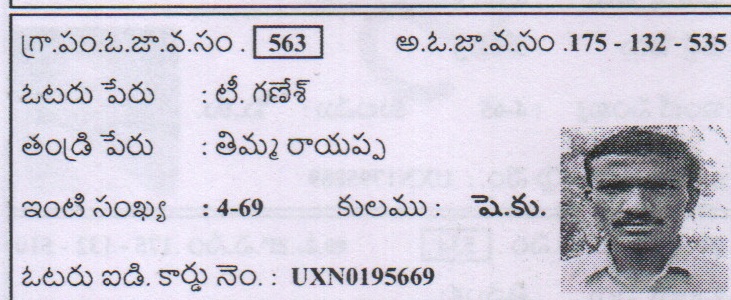 గ్రా.పం.ఓ.జా.వ.సం . 563 అ.ఓ.జా.వ.సం .175 - 132 - 535
ఓటరు పేరు : టీ. గణేశ్
తండ్రి పేరు : తిమ్మ రాయప్ప
ఇంటి సంఖ్య : 4-69 కులము : షె.కు.
ఓటరు ఐడి. కార్డు నెం. : UXN0195669